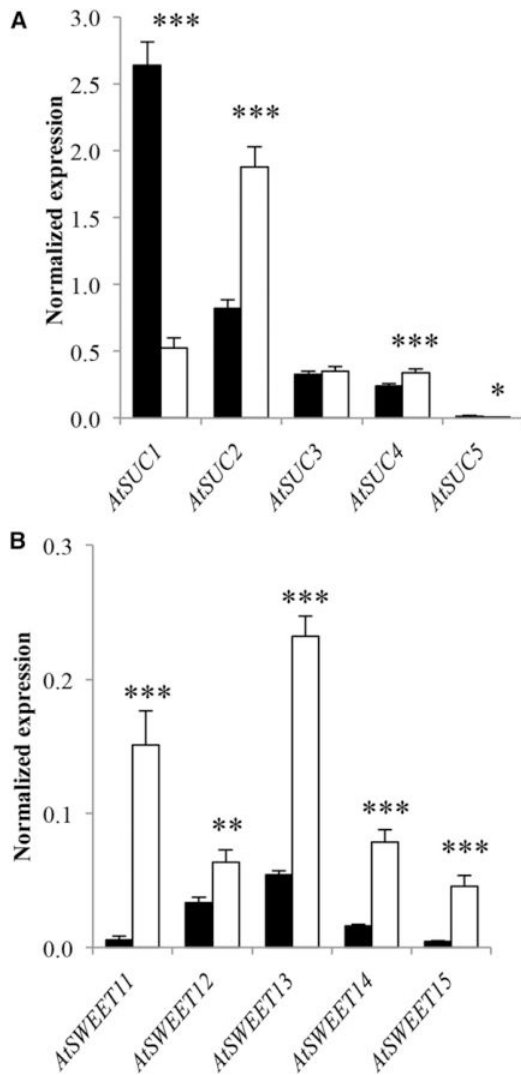 A
Normalized expression
3.0
2.5
2.0
1.5
1.0
0.5
0.0
***
***
***
*
AtSUC1
AtSUC2
AtSUC3
AtSUC4
AtSUC5
B
Normalized expression
0.3
0.2
0.1
0.0
***
**
***
***
***
AtSWEET11
AtSWEET12
AtSWEET13
AtSWEET14
AtSWEET15